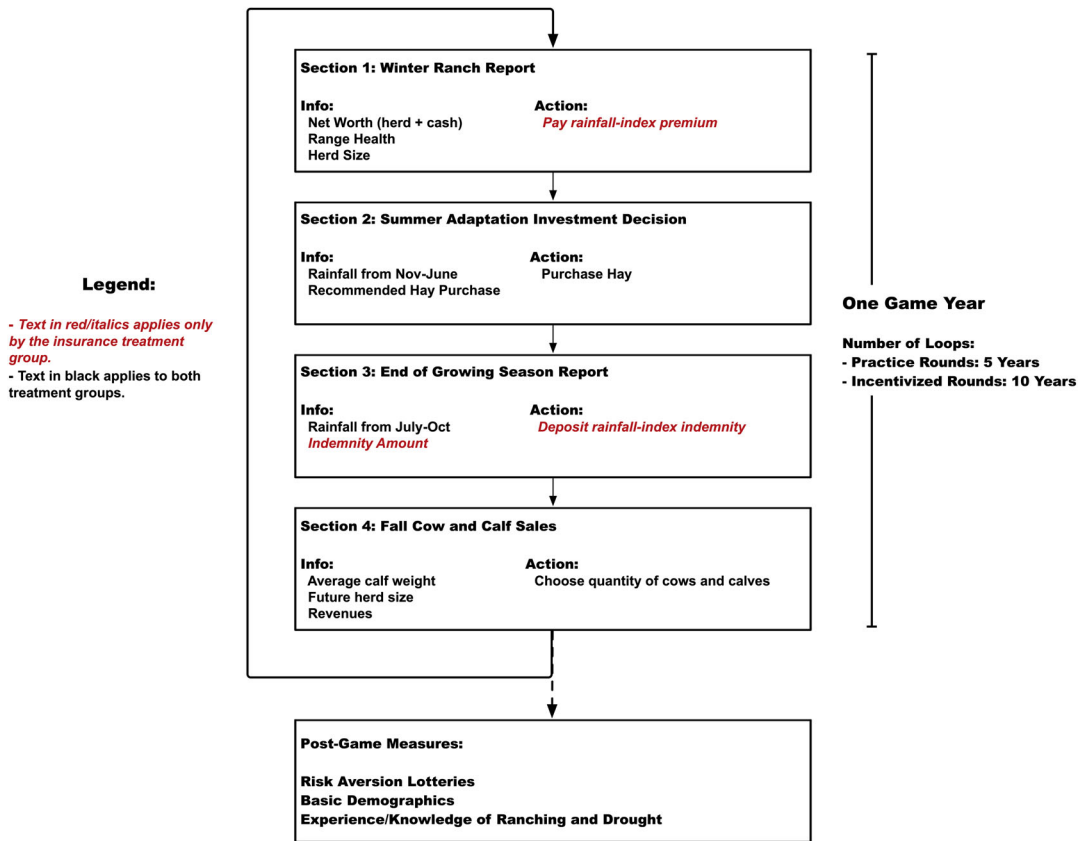 Section 1: Winter Ranch Report
Info:
Net Worth (herd + cash)
Range Health
Herd Size
Action:
Pay rainfall-index premium
Section 2: Summer Adaptation Investment Decision
Info:
Rainfall from Nov-June
Recommended Hay Purchase
Action:
Purchase Hay
Legend:
- Text in red/italics applies only
by the insurance treatment
group.
- Text in black applies to both
treatment groups.
One Game Year
Number of Loops:
- Practice Rounds: 5 Years
- Incentivized Rounds: 10 Years
Section 3: End of Growing Season Report
Info:
Rainfall from July-Oct
Indemnity Amount
Action:
Deposit rainfall-index indemnity
Section 4: Fall Cow and Calf Sales
Info:
Average calf weight
Future herd size
Revenues
Action:
Choose quantity of cows and calves
Post-Game Measures:
Risk Aversion Lotteries
Basic Demographics
Experience/Knowledge of Ranching and Drought